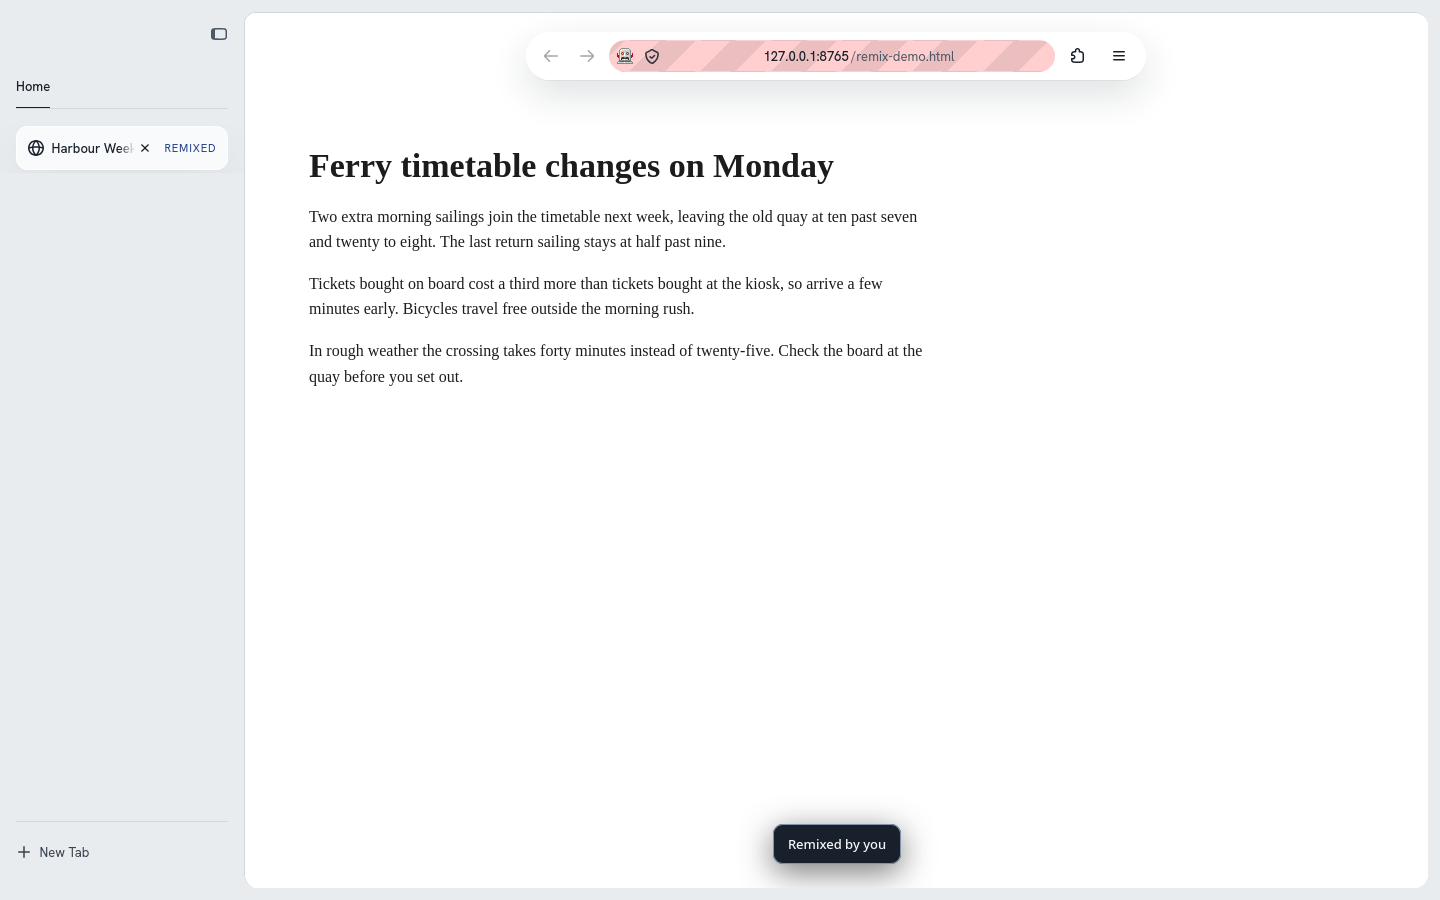 Home
Harbour Week
REMIXED
127.0.0.1:8765/remix-demo.html
Ferry timetable changes on Monday
Two extra morning sailings join the timetable next week, leaving the old quay at ten past seven
and twenty to eight. The last return sailing stays at half past nine.
Tickets bought on board cost a third more than tickets bought at the kiosk, so arrive a few
minutes early. Bicycles travel free outside the morning rush.
In rough weather the crossing takes forty minutes instead of twenty-five. Check the board at the
quay before you set out.
Remixed by you
New Tab